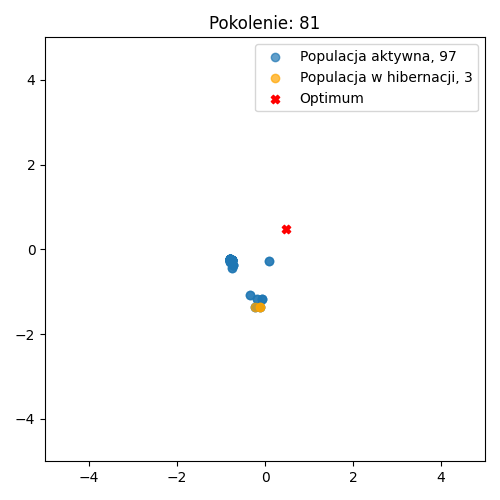 Pokolenie: 81
Populacja aktywna, 97
Populacja w hibernacji, 3
Optimum
4
2
0
−2
−4
−4
−2
0
2
4